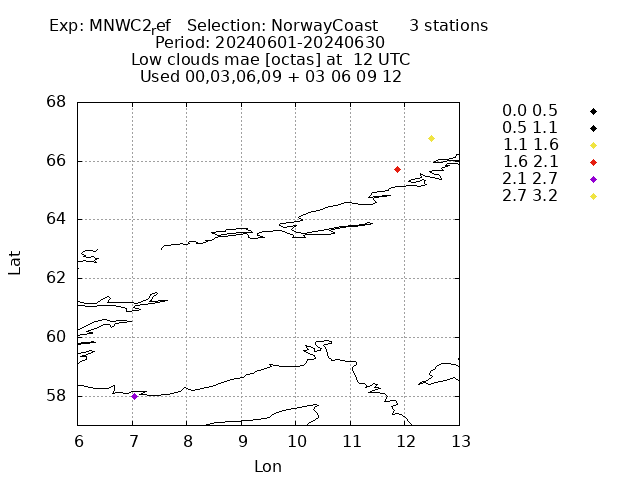 Exp: MNWC2_ref Selection: NorwayCoast 3 stations
Period: 20240601-20240630
Low clouds mae [octas] at 12 UTC
Used 00,03,06,09 + 03 06 09 12
68
66
64
62
60
58
Lat
6 7 8 9 10 11 12 13
Lon
0.0 0.5
0.5 1.1
1.1 1.6
1.6 2.1
2.1 2.7
2.7 3.2